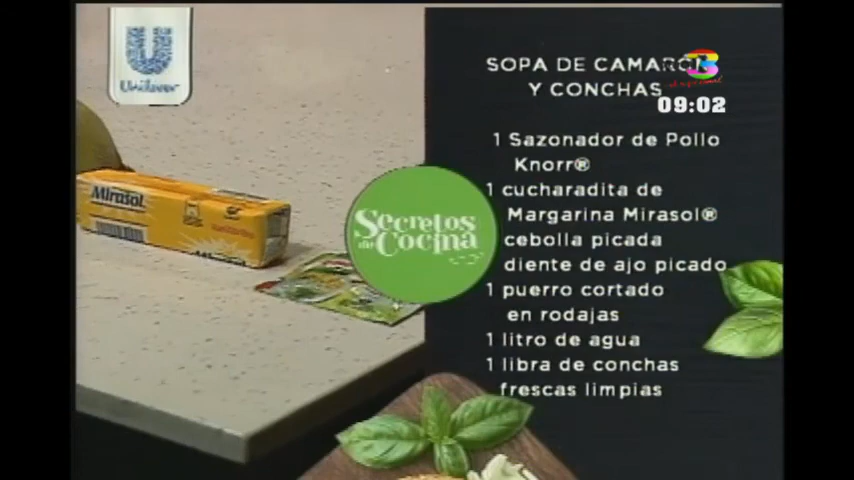 Unilever
SOPA DE CAMARON
Y CONCHAS
3
09:02
1 Sazonador de Pollo
Knorr®
1 cucharadita de
Margarina Mirasol®
cebolla picada
diente de ajo picado
1 puerro cortado
en rodajas
1 litro de agua
1 libra de conchas
frescas limpias
Secretos
de Cocina
Mirasol